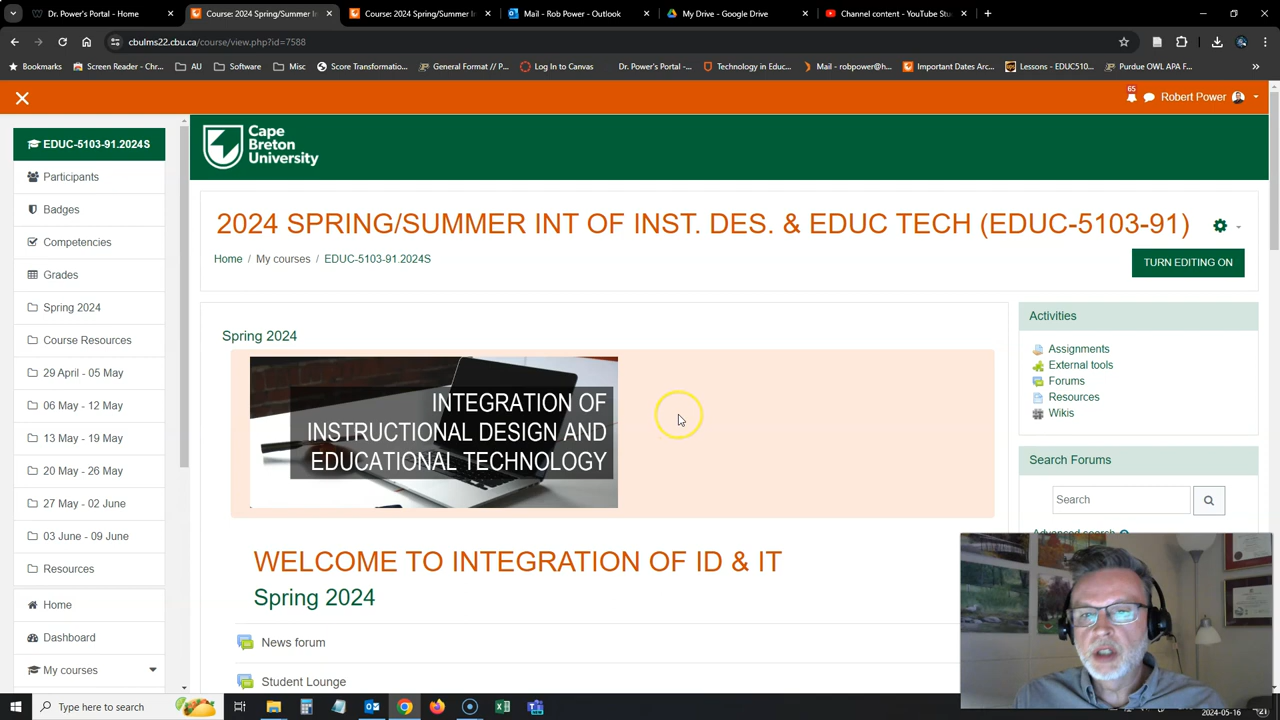 Dr. Power's Portal - Home
Course: 2024 Spring/Summer I
Course: 2024 Spring/Summer I
Mail - Rob Power - Outlook
My Drive - Google Drive
Channel content - YouTube Stu
cbulms22.cbu.ca/course/view.php?id=7588
Bookmarks
Screen Reader - Chr...
AU
Software
Misc
Score Transformatio...
General Format // P...
Log In to Canvas
Dr. Power's Portal -...
Technology in Educ...
Mail - robpower@h...
Important Dates Arc...
Lessons - EDUC510...
Purdue OWL APA F...
65
Robert Power
EDUC-5103-91.2024S
Participants
Badges
Competencies
Grades
Spring 2024
Course Resources
29 April - 05 May
06 May - 12 May
13 May - 19 May
20 May - 26 May
27 May - 02 June
03 June - 09 June
Resources
Home
Dashboard
My courses
Cape
Breton
University
2024 SPRING/SUMMER INT OF INST. DES. & EDUC TECH (EDUC-5103-91)
Home / My courses / EDUC-5103-91.2024S
TURN EDITING ON
Spring 2024
INTEGRATION OF
INSTRUCTIONAL DESIGN AND
EDUCATIONAL TECHNOLOGY
WELCOME TO INTEGRATION OF ID & IT
Spring 2024
News forum
Student Lounge
Activities
Assignments
External tools
Forums
Resources
Wikis
Search Forums
Search
Advanced search
Type here to search
2024-05-16